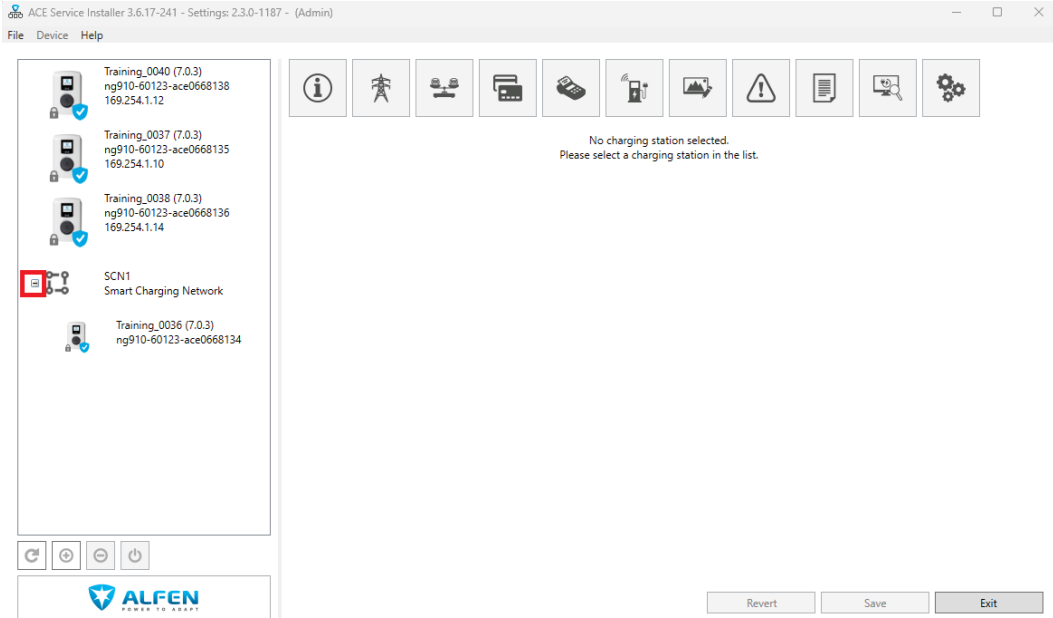 ACE Service Installer 3.6.17-241 - Settings: 2.3.0-1187 - (Admin)
File Device Help
Training_0040 (7.0.3)
ng910-60123-ace0668138
169.254.1.12
Training_0037 (7.0.3)
ng910-60123-ace0668135
169.254.1.10
Training_0038 (7.0.3)
ng910-60123-ace0668136
169.254.1.14
SCN1
Smart Charging Network
Training_0036 (7.0.3)
ng910-60123-ace0668134
No charging station selected.
Please select a charging station in the list.
ALFEN
POWER TO ADAPT
Revert Save Exit